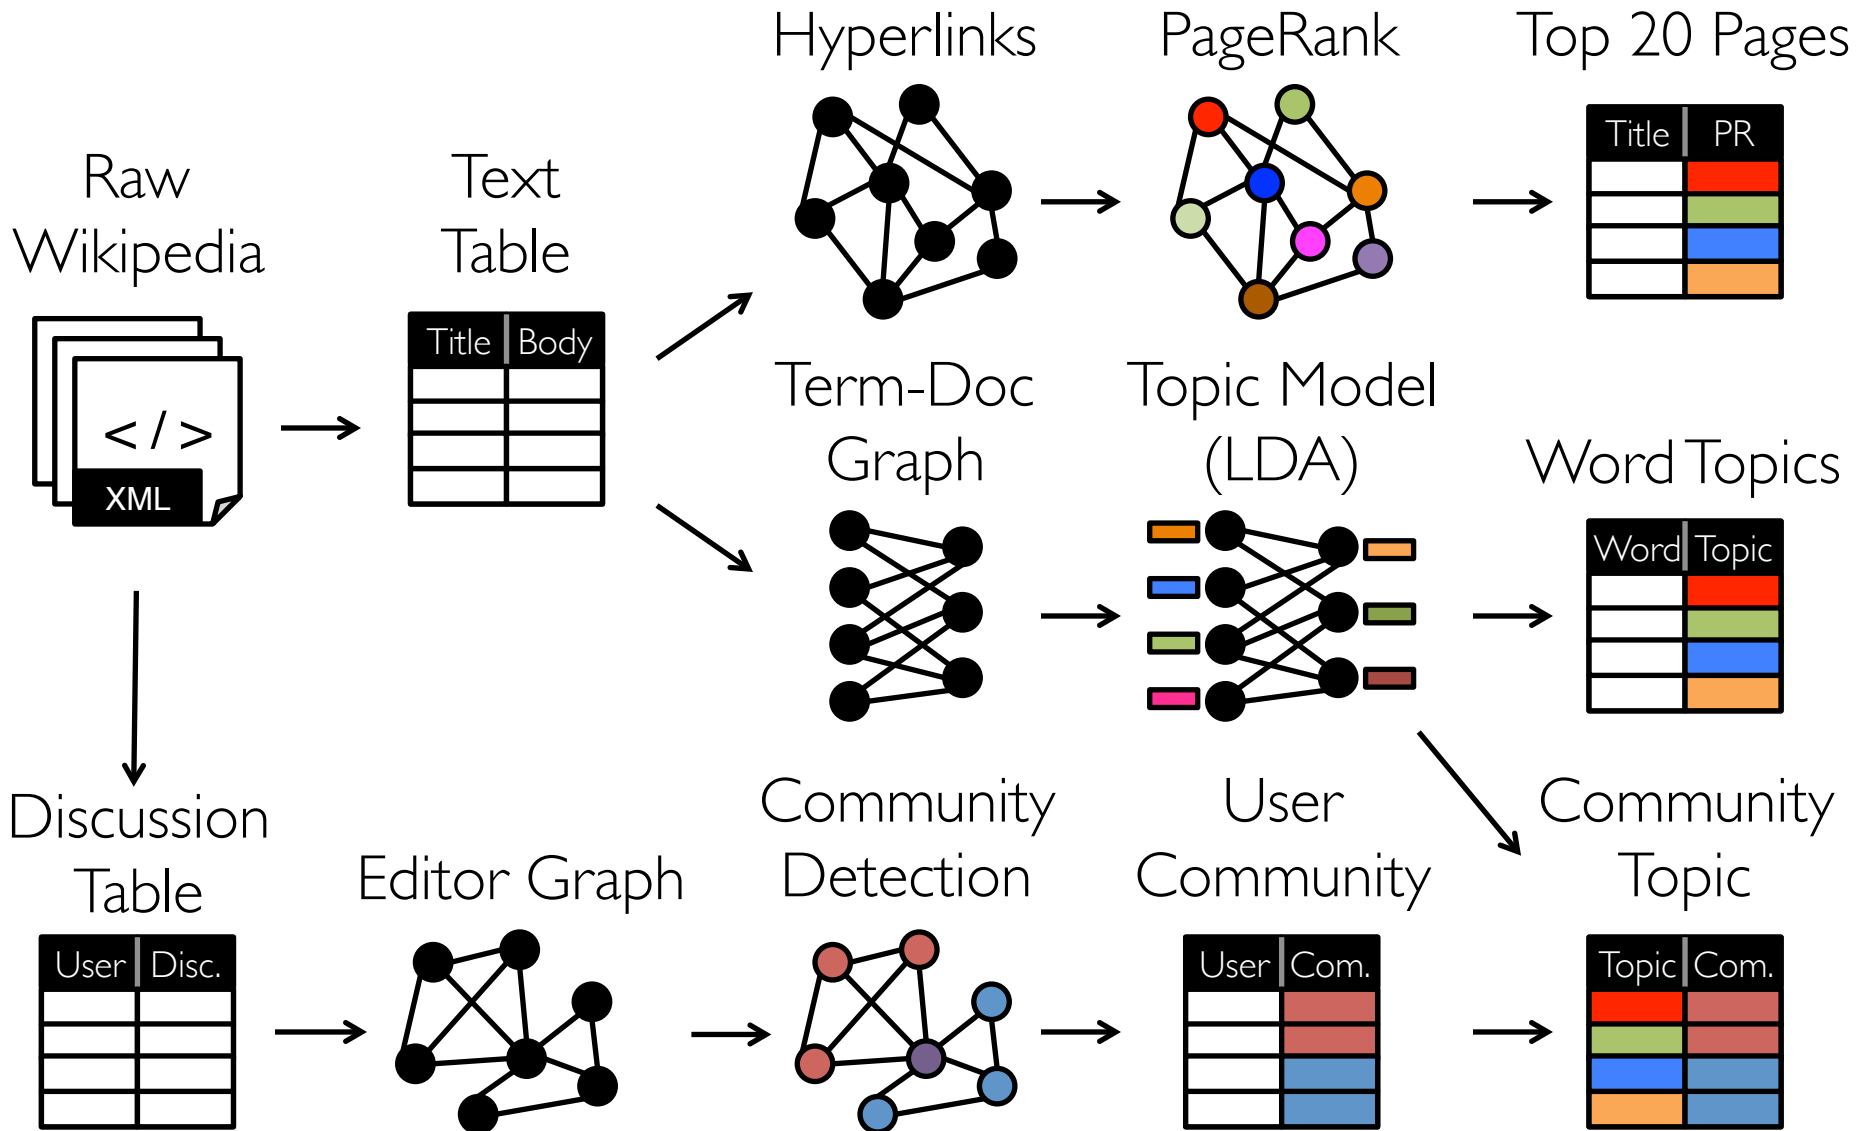 Hyperlinks
PageRank
Top 20 Pages
Title PR
Raw
Wikipedia
</>
XML
Text
Table
Title Body
Term-Doc
Graph
Topic Model
(LDA)
Word Topics
Word Topic
Discussion
Table
User Disc.
Editor Graph
Community
Detection
User
Community
User Com.
Community
Topic
Topic Com.